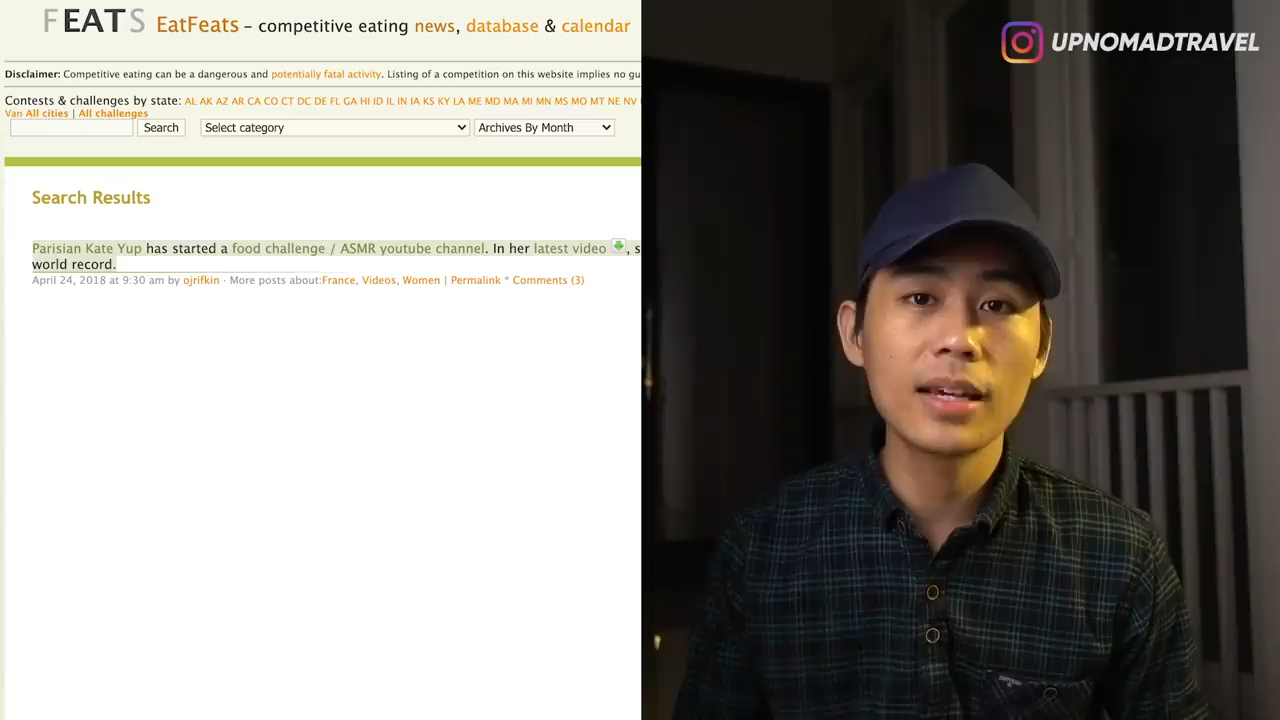 FEATS EatFeats – competitive eating news, database & calendar
UPNOMADTRAVEL
Disclaimer: Competitive eating can be a dangerous and potentially fatal activity. Listing of a competition on this website implies no gu
Contests & challenges by state: AL AK AZ AR CA CO CT DC DE FL GA HI ID IL IN IA KS KY LA ME MD MA MI MN MS MO MT NE NV
Van All cities | All challenges
Search Select category Archives By Month
Search Results
Parisian Kate Yup has started a food challenge / ASMR youtube channel. In her latest video , s
world record.
April 24, 2018 at 9:30 am by ojrifkin · More posts about:France, Videos, Women | Permalink * Comments (3)